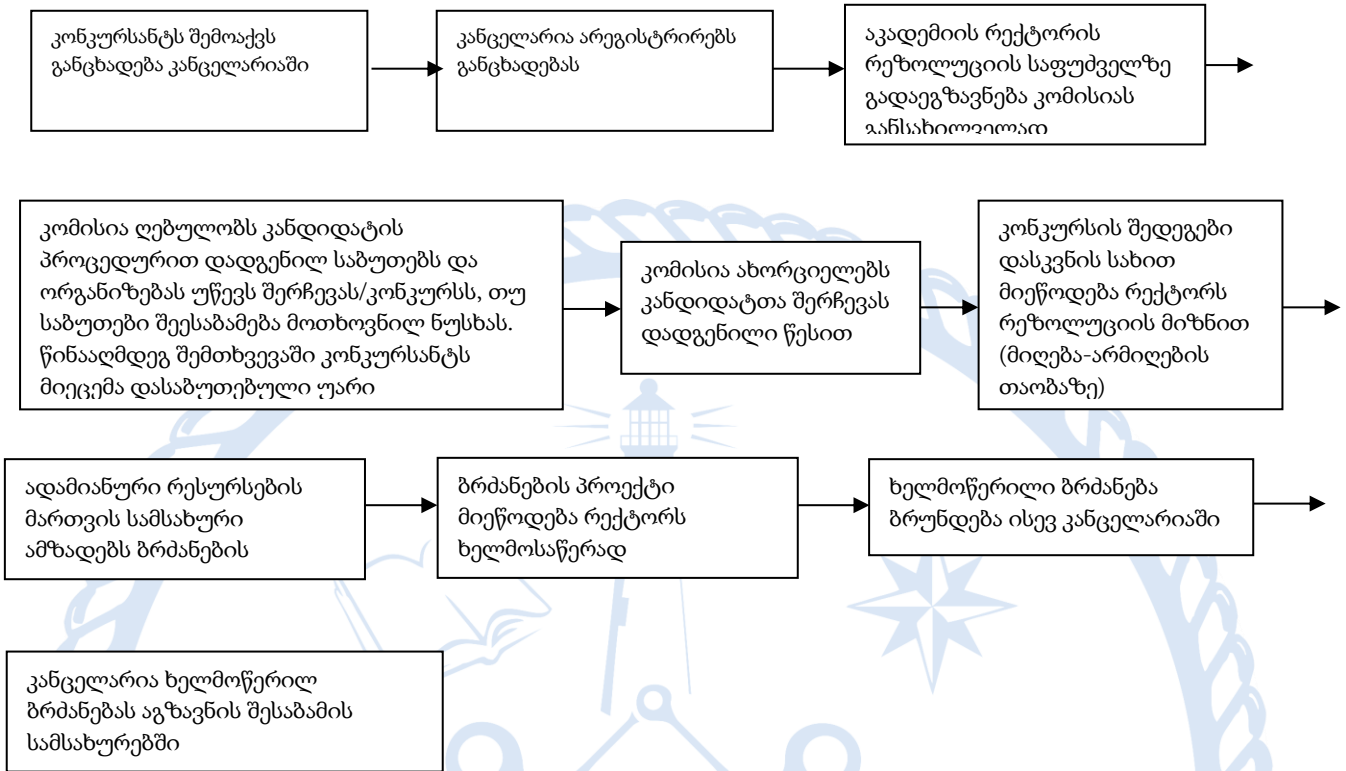 კონკურსანტს შემოაქვს
განცხადება კანცელარიაში
კანცელარია არეგისტრირებს
განცხადებას
აკადემიის რექტორის
რეზოლუციის საფუძველზე
გადაეგზავნება კომისიას
განსახილველად
კომისია ღებულობს კანდიდატის
პროცედურით დადგენილ საბუთებს და
ორგანიზებას უწევს შერჩევას/კონკურსს, თუ
საბუთები შეესაბამება მოთხოვნილ ნუსხას.
წინააღმდეგ შემთხვევაში კონკურსანტს
მიეცემა დასაბუთებული უარი
კომისია ახორციელებს
კანდიდატთა შერჩევას
დადგენილი წესით
კონკურსის შედეგები
დასკვნის სახით
მიეწოდება რექტორს
რეზოლუციის მიზნით
(მიღება-არმიღების
თაობაზე)
ადამიანური რესურსების
მართვის სამსახური
ამზადებს ბრძანების
ბრძანების პროექტი
მიეწოდება რექტორს
ხელმოსაწერად
ხელმოწერილი ბრძანება
ბრუნდება ისევ კანცელარიაში
კანცელარია ხელმოწერილ
ბრძანებას აგზავნის შესაბამის
სამსახურებში